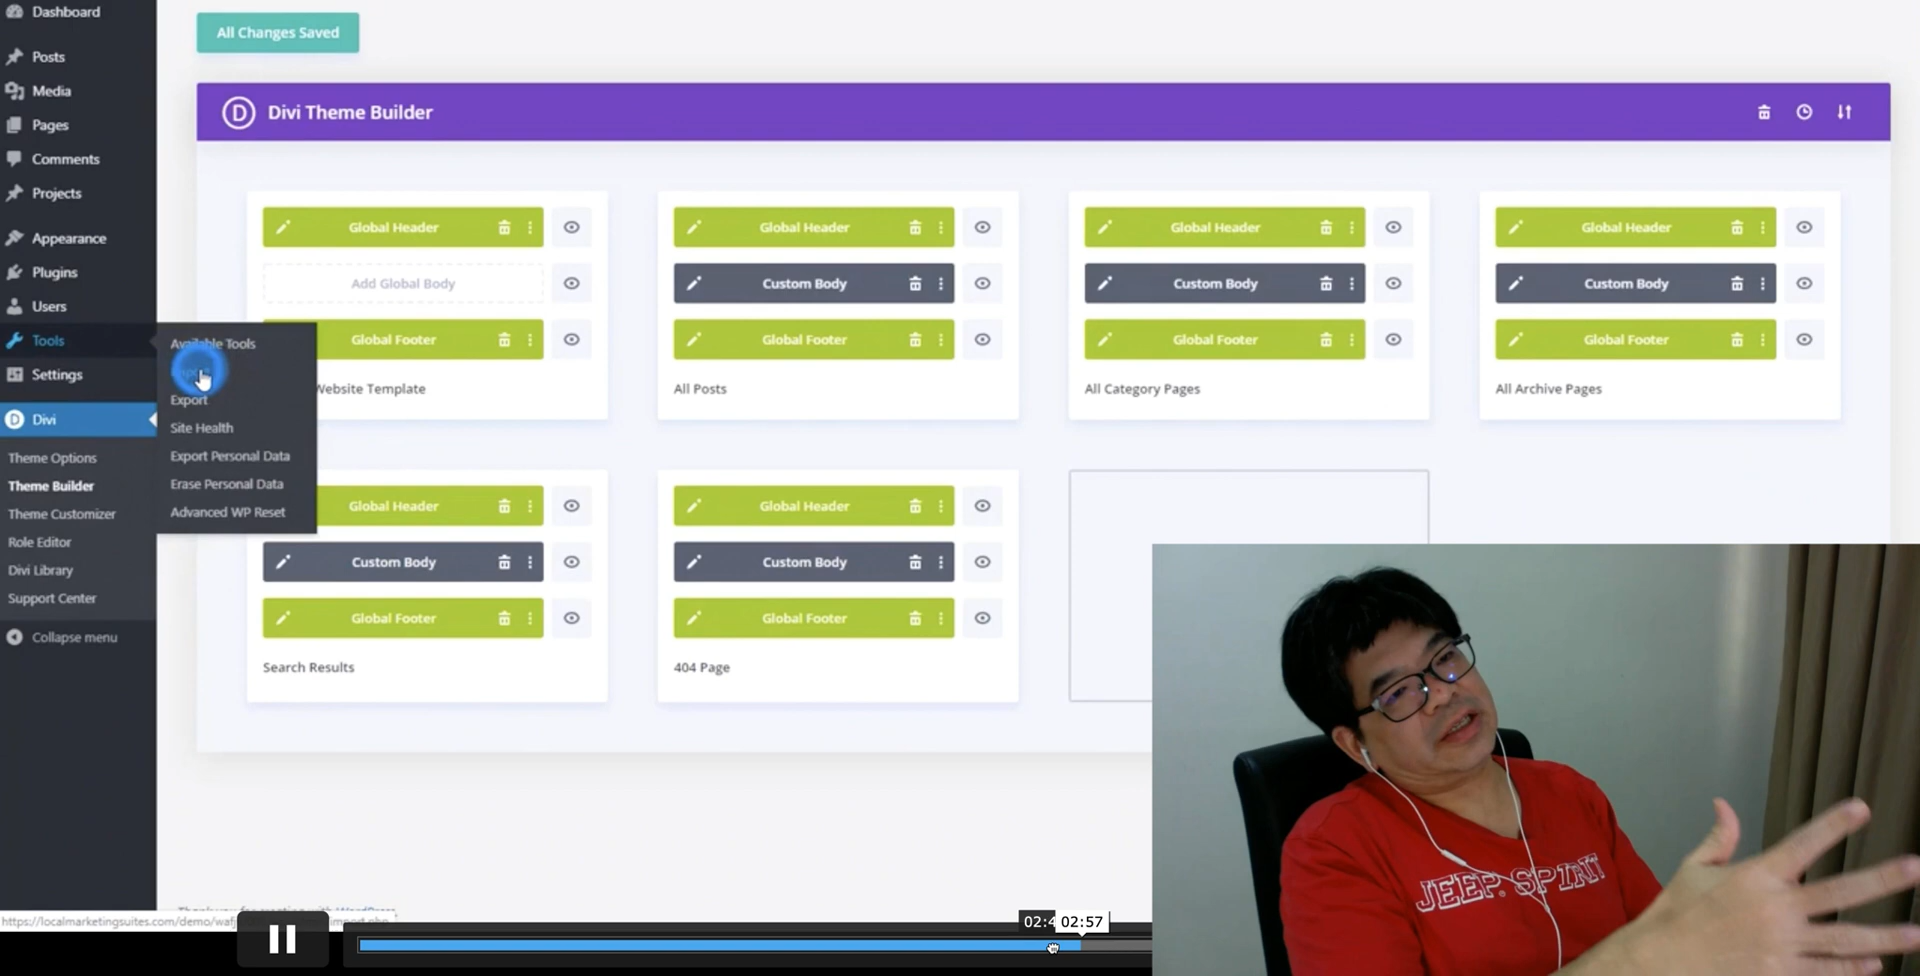 Dashboard
All Changes Saved
Posts
Media
Divi Theme Builder
Pages
Comments
Projects
Appearance
Plugins
Users
Tools
Settings
Divi
Theme Options
Theme Builder
Theme Customizer
Role Editor
Divi Library
Support Center
Collapse menu
Available Tools
Export
Site Health
Export Personal Data
Erase Personal Data
Advanced WP Reset
Global Header
Add Global Body
Global Footer
Website Template
Global Header
Custom Body
Global Footer
All Posts
Global Header
Custom Body
Global Footer
All Category Pages
Global Header
Custom Body
Global Footer
All Archive Pages
Global Header
Custom Body
Global Footer
Search Results
Global Header
Custom Body
Global Footer
404 Page
JEEP. SPIRIT
02:57